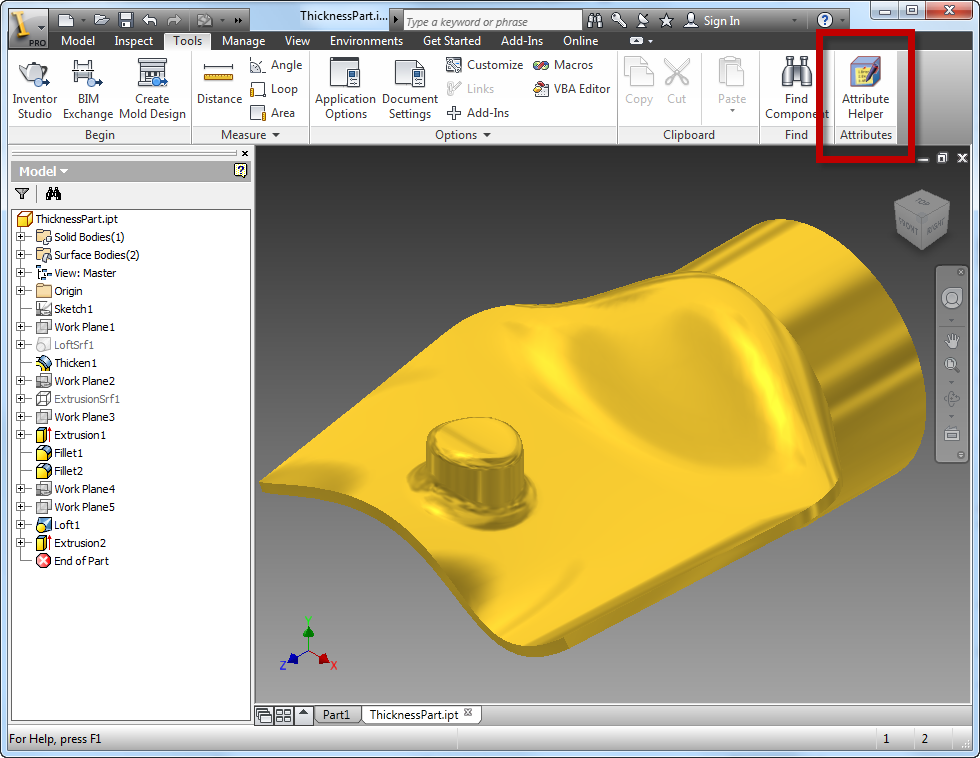 ThicknessPart.i...
Type a keyword or phrase
Sign In
PRO
Model Inspect Tools Manage View Environments Get Started Add-Ins Online
Inventor Studio
BIM Exchange
Create Mold Design
Begin
Distance
Angle
Loop
Area
Measure
Application Options
Document Settings
Customize
Links
Add-Ins
Macros
VBA Editor
Options
Copy
Cut
Paste
Clipboard
Find Component
Find
Attribute Helper
Attributes
Model
ThicknessPart.ipt
Solid Bodies(1)
Surface Bodies(2)
View: Master
Origin
Sketch1
Work Plane1
LoftSrf1
Thicken1
Work Plane2
ExtrusionSrf1
Work Plane3
Extrusion1
Fillet1
Fillet2
Work Plane4
Work Plane5
Loft1
Extrusion2
End of Part
TOP
FRONT
RIGHT
Y
Z
X
Part1
ThicknessPart.ipt
For Help, press F1
1
2